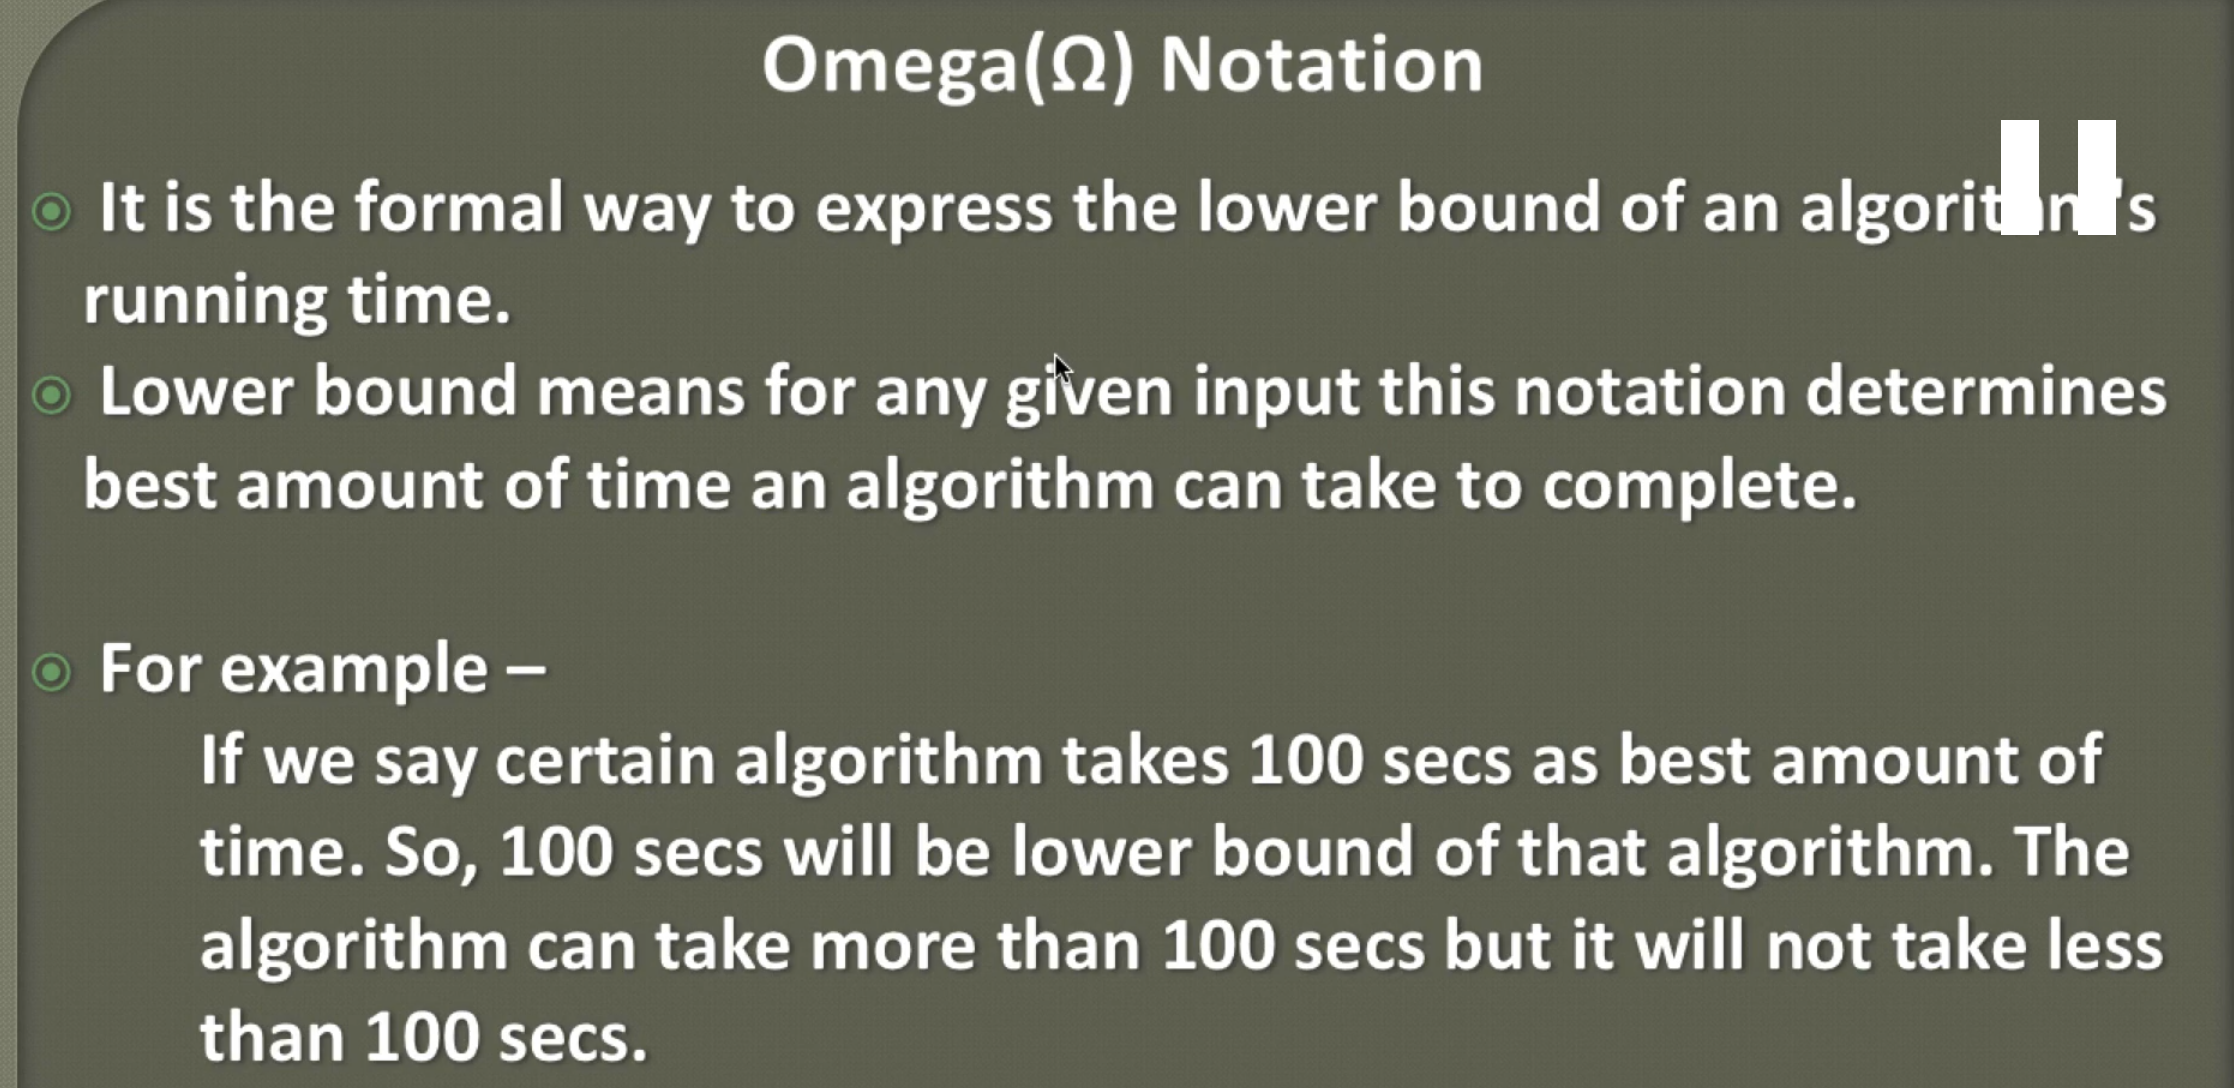 Omega(Ω) Notation
It is the formal way to express the lower bound of an algorithm's
running time.
Lower bound means for any given input this notation determines
best amount of time an algorithm can take to complete.
For example –
If we say certain algorithm takes 100 secs as best amount of
time. So, 100 secs will be lower bound of that algorithm. The
algorithm can take more than 100 secs but it will not take less
than 100 secs.